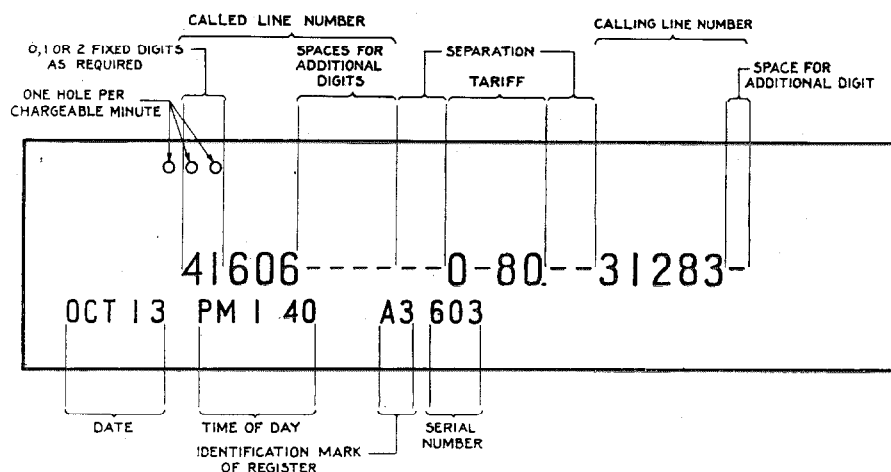 CALLED LINE NUMBER
CALLING LINE NUMBER
0,1 OR 2 FIXED DIGITS
AS REQUIRED
SPACES FOR
ADDITIONAL
DIGITS
SEPARATION
TARIFF
SPACE FOR
ADDITIONAL DIGIT
ONE HOLE PER
CHARGEABLE MINUTE
41606------0-80.--31283-
OCT 13 PM 1 40 A3 603
DATE
TIME OF DAY
SERIAL
NUMBER
IDENTIFICATION MARK
OF REGISTER